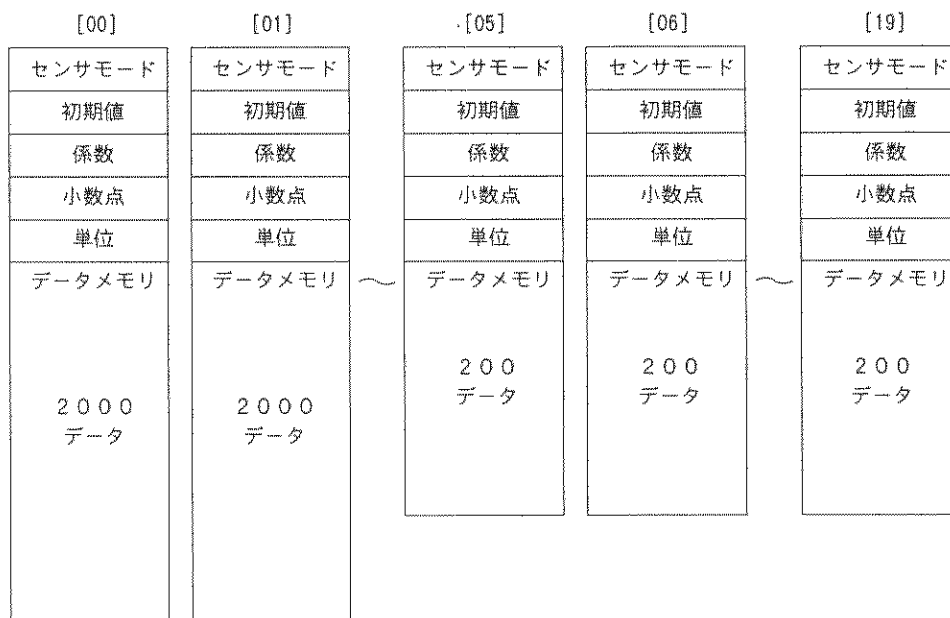 [00] [01] [05] [06] [19]
センサモード センサモード センサモード センサモード センサモード
初期値 初期値 初期値 初期値 初期値
係数 係数 係数 係数 係数
小数点 小数点 小数点 小数点 小数点
単位 単位 単位 単位 単位
データメモリ データメモリ 〜 データメモリ データメモリ 〜 データメモリ
200 200 200
データ データ データ
2000 2000
データ データ